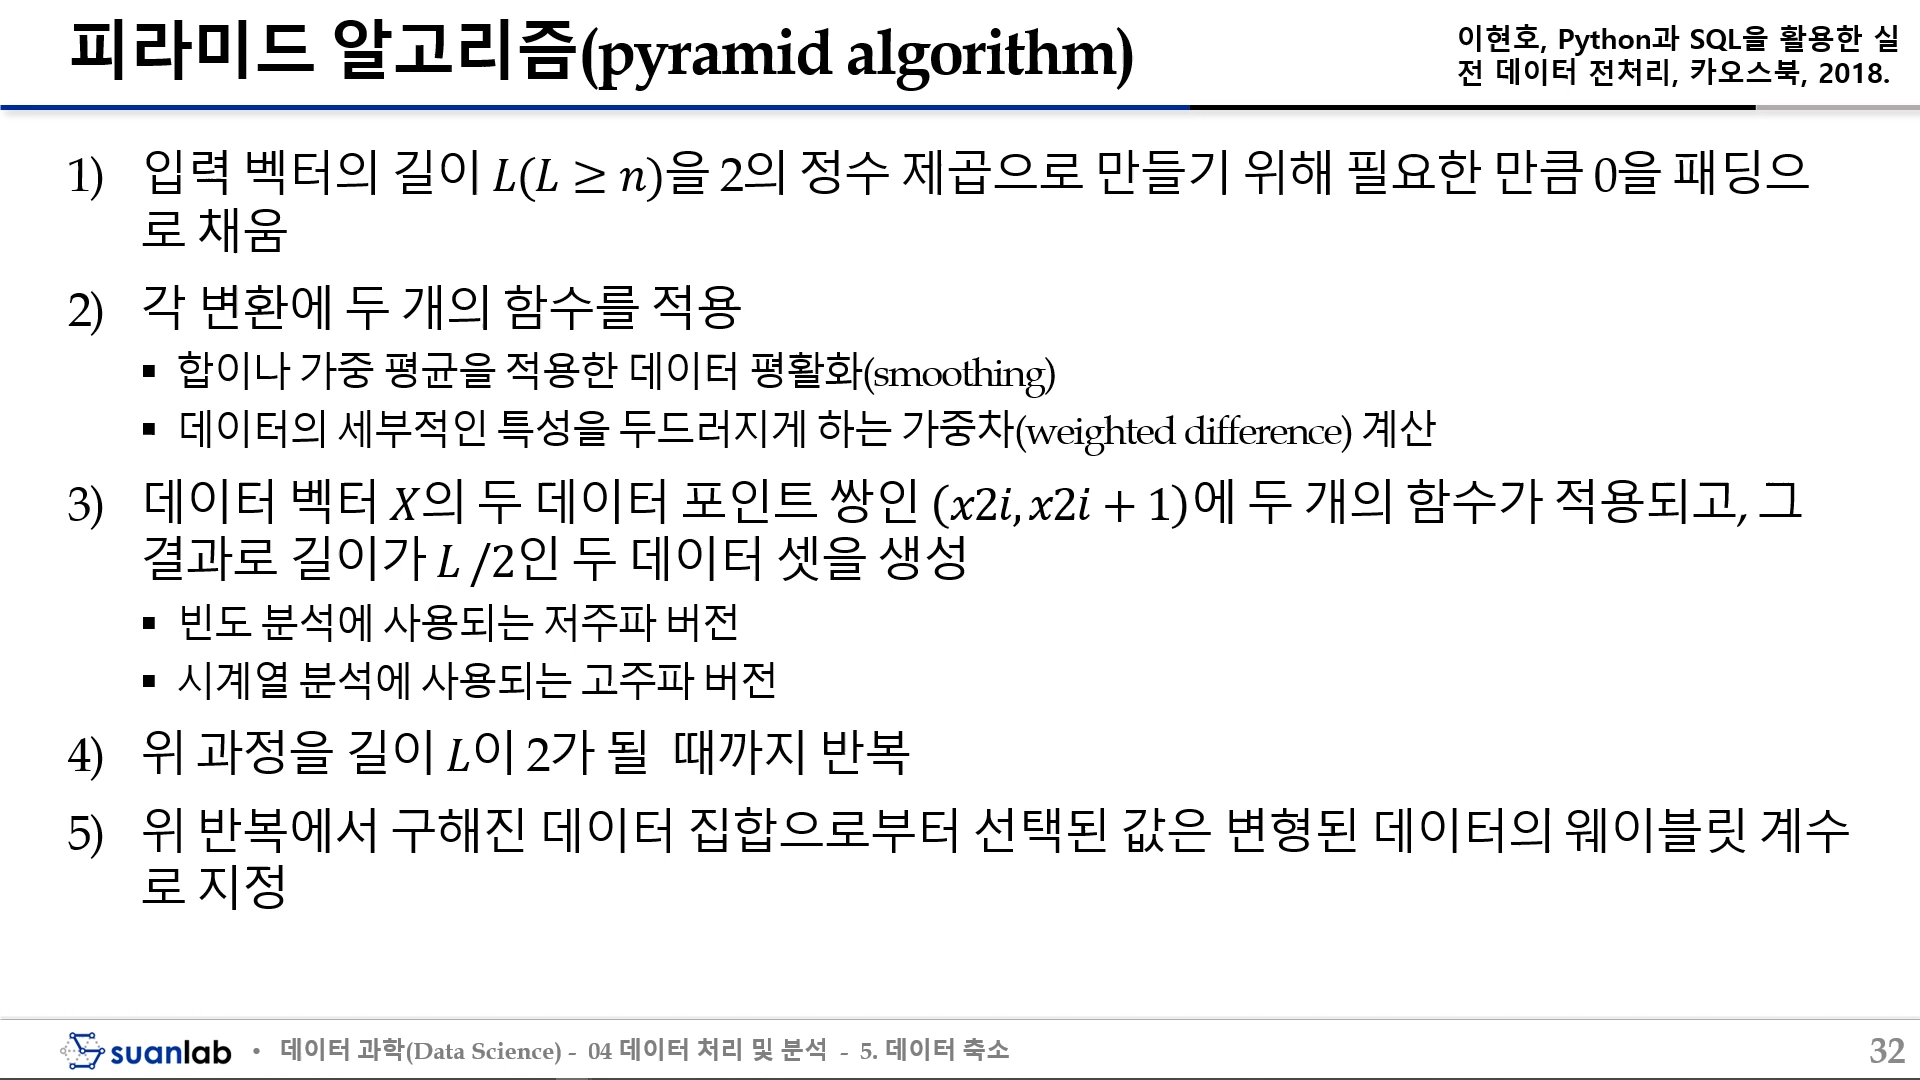 피라미드 알고리즘(pyramid algorithm)
이현호, Python과 SQL을 활용한 실
전 데이터 전처리, 카오스북, 2018.
1) 입력 벡터의 길이 L(L ≥ n)을 2의 정수 제곱으로 만들기 위해 필요한 만큼 0을 패딩으
로 채움
2) 각 변환에 두 개의 함수를 적용
▪ 합이나 가중 평균을 적용한 데이터 평활화(smoothing)
▪ 데이터의 세부적인 특성을 두드러지게 하는 가중차(weighted difference) 계산
3) 데이터 벡터 X의 두 데이터 포인트 쌍인 (x2i, x2i + 1)에 두 개의 함수가 적용되고, 그
결과로 길이가 L /2인 두 데이터 셋을 생성
▪ 빈도 분석에 사용되는 저주파 버전
▪ 시계열 분석에 사용되는 고주파 버전
4) 위 과정을 길이 L이 2가 될 때까지 반복
5) 위 반복에서 구해진 데이터 집합으로부터 선택된 값은 변형된 데이터의 웨이블릿 계수
로 지정
suanlab • 데이터 과학(Data Science) - 04 데이터 처리 및 분석 - 5. 데이터 축소
32